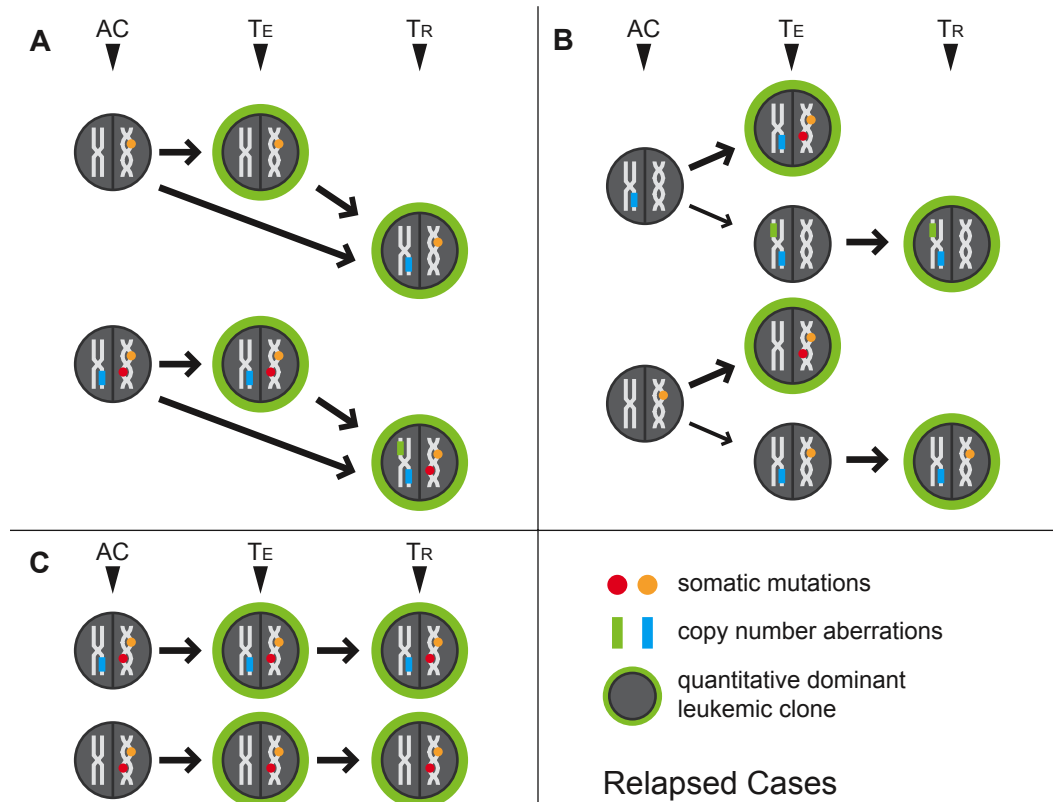 A
AC
TE
TR
B
AC
TE
TR
C
AC
TE
TR
somatic mutations
copy number aberrations
quantitative dominant
leukemic clone
Relapsed Cases